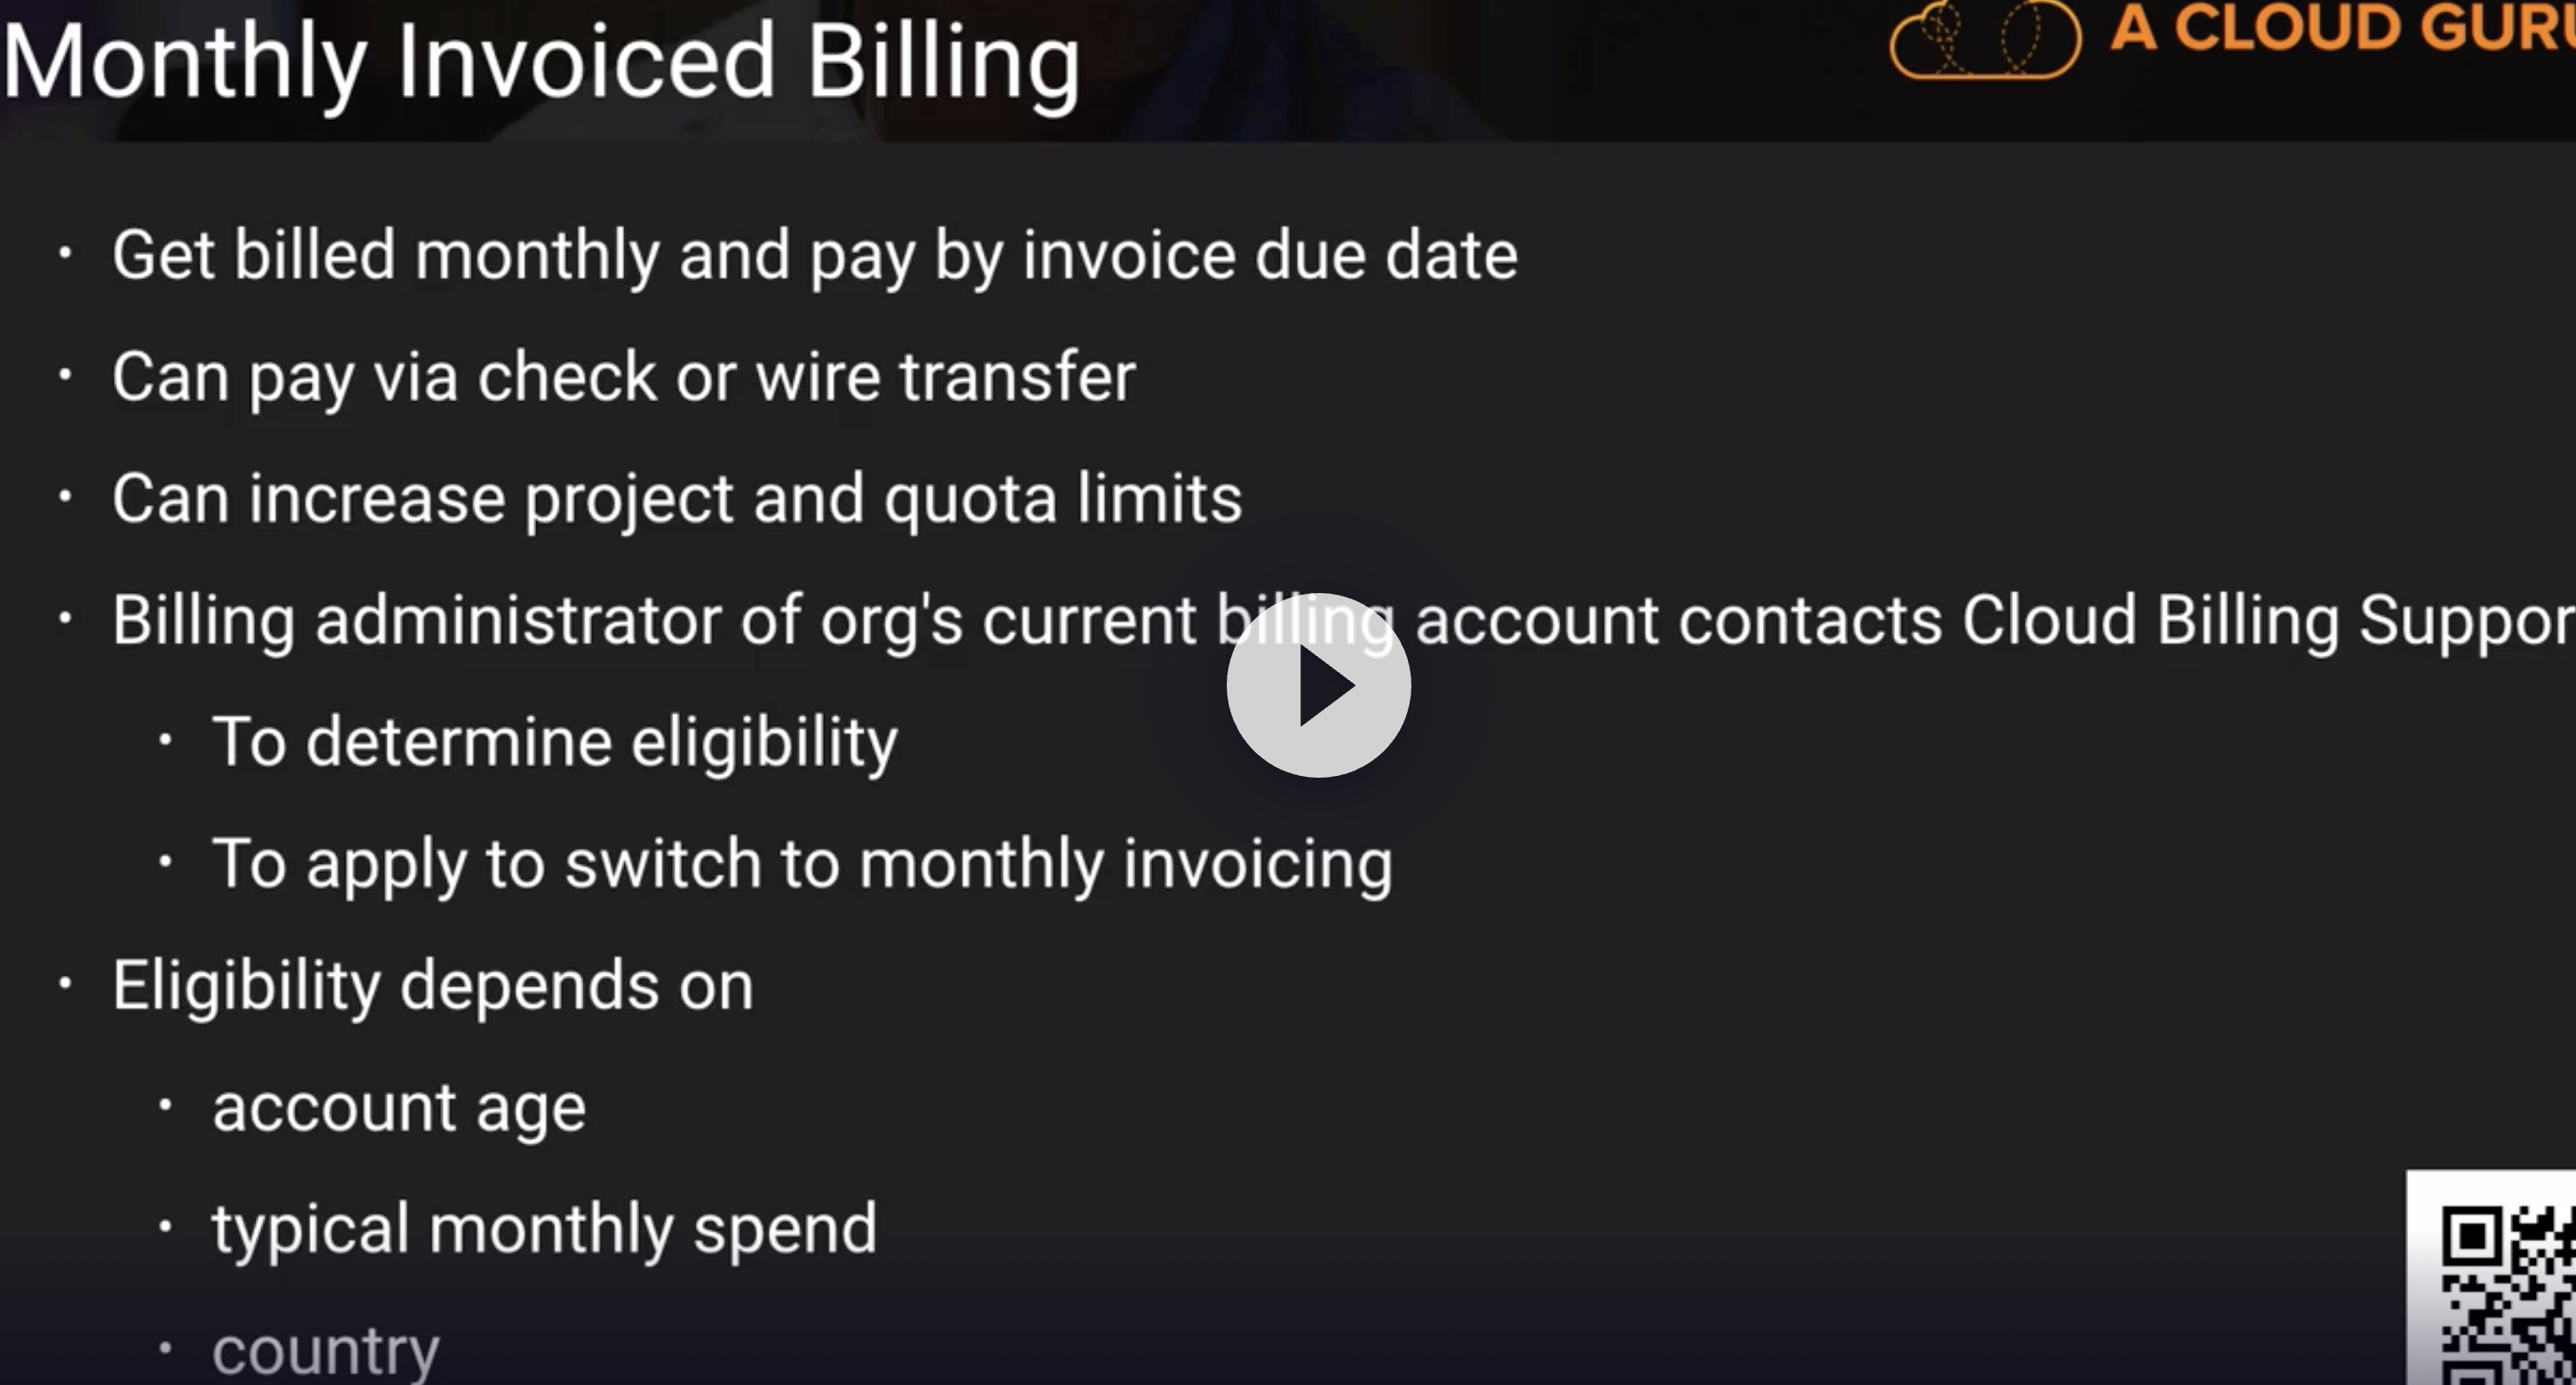 Monthly Invoiced Billing
A CLOUD GURU
• Get billed monthly and pay by invoice due date
• Can pay via check or wire transfer
• Can increase project and quota limits
• Billing administrator of org's current billing account contacts Cloud Billing Suppor
• To determine eligibility
• To apply to switch to monthly invoicing
• Eligibility depends on
• account age
• typical monthly spend
• country